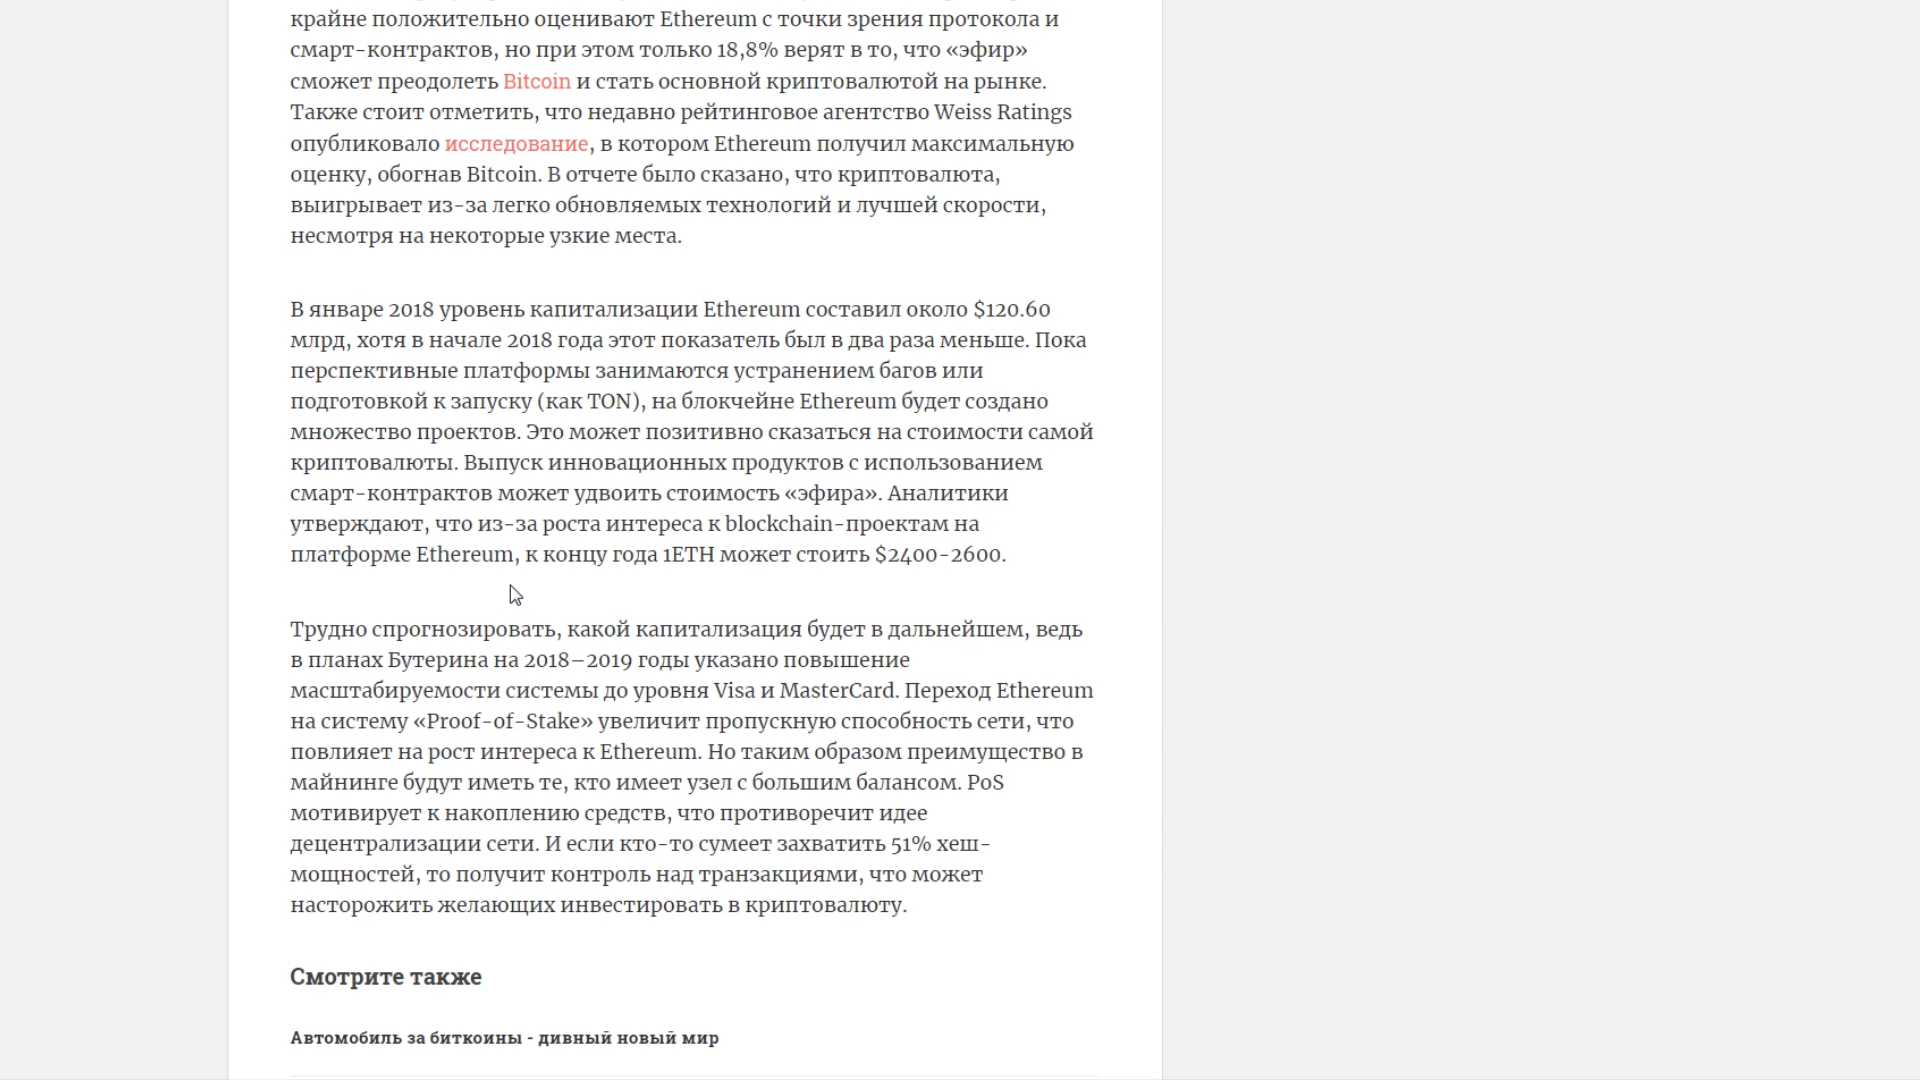 крайне положительно оценивают Ethereum с точки зрения протокола и
смарт-контрактов, но при этом только 18,8% верят в то, что «эфир»
сможет преодолеть Bitcoin и стать основной криптовалютой на рынке.
Также стоит отметить, что недавно рейтинговое агентство Weiss Ratings
опубликовало исследование, в котором Ethereum получил максимальную
оценку, обогнав Bitcoin. В отчете было сказано, что криптовалюта,
выигрывает из-за легко обновляемых технологий и лучшей скорости,
несмотря на некоторые узкие места.
В январе 2018 уровень капитализации Ethereum составил около $120.60
млрд, хотя в начале 2018 года этот показатель был в два раза меньше. Пока
перспективные платформы занимаются устранением багов или
подготовкой к запуску (как TON), на блокчейне Ethereum будет создано
множество проектов. Это может позитивно сказаться на стоимости самой
криптовалюты. Выпуск инновационных продуктов с использованием
смарт-контрактов может удвоить стоимость «эфира». Аналитики
утверждают, что из-за роста интереса к blockchain-проектам на
платформе Ethereum, к концу года 1ETH может стоить $2400-2600.
Трудно спрогнозировать, какой капитализация будет в дальнейшем, ведь
в планах Бутерина на 2018–2019 годы указано повышение
масштабируемости системы до уровня Visa и MasterCard. Переход Ethereum
на систему «Proof-of-Stake» увеличит пропускную способность сети, что
повлияет на рост интереса к Ethereum. Но таким образом преимущество в
майнинге будут иметь те, кто имеет узел с большим балансом. PoS
мотивирует к накоплению средств, что противоречит идее
децентрализации сети. И если кто-то сумеет захватить 51% хеш-
мощностей, то получит контроль над транзакциями, что может
насторожить желающих инвестировать в криптовалюту.
Смотрите также
Автомобиль за биткоины - дивный новый мир